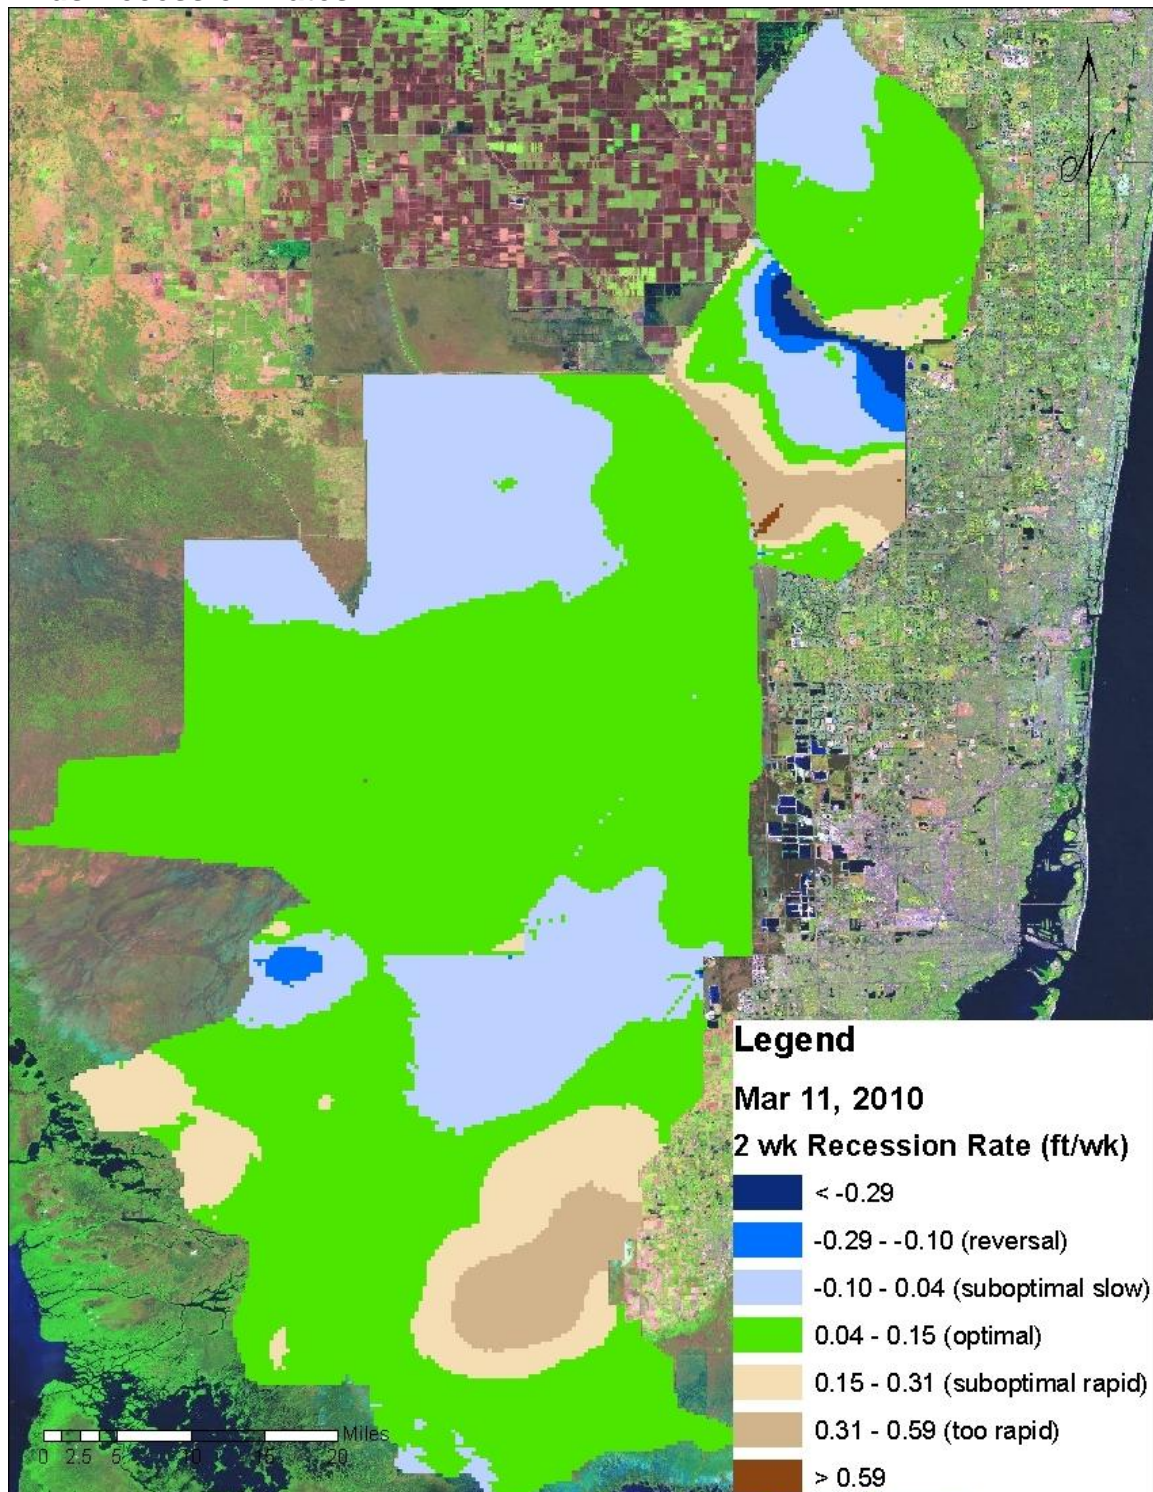 N
Legend
Mar 11, 2010
2 wk Recession Rate (ft/wk)
< -0.29
-0.29 - -0.10 (reversal)
-0.10 - 0.04 (suboptimal slow)
0.04 - 0.15 (optimal)
0.15 - 0.31 (suboptimal rapid)
0.31 - 0.59 (too rapid)
> 0.59
Miles
0 2.5 5 10 15 20